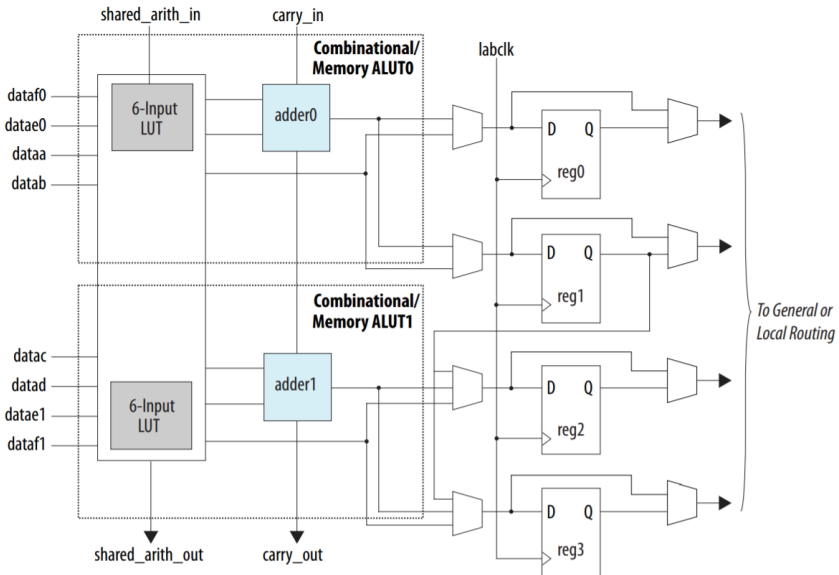 shared_arith_in
carry_in
Combinational/
Memory ALUT0
labclk
dataf0
datae0
dataa
datab
6-Input
LUT
adder0
D Q
reg0
D Q
reg1
Combinational/
Memory ALUT1
To General or
Local Routing
datac
datad
datae1
dataf1
6-Input
LUT
adder1
D Q
reg2
D Q
reg3
shared_arith_out
carry_out